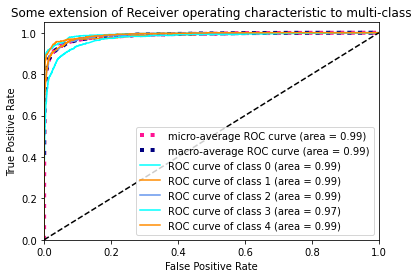 Some extension of Receiver operating characteristic to multi-class
True Positive Rate
1.0
0.8
0.6
0.4
0.2
0.0
micro-average ROC curve (area = 0.99)
macro-average ROC curve (area = 0.99)
ROC curve of class 0 (area = 0.99)
ROC curve of class 1 (area = 0.99)
ROC curve of class 2 (area = 0.99)
ROC curve of class 3 (area = 0.97)
ROC curve of class 4 (area = 0.99)
0.0 0.2 0.4 0.6 0.8 1.0
False Positive Rate